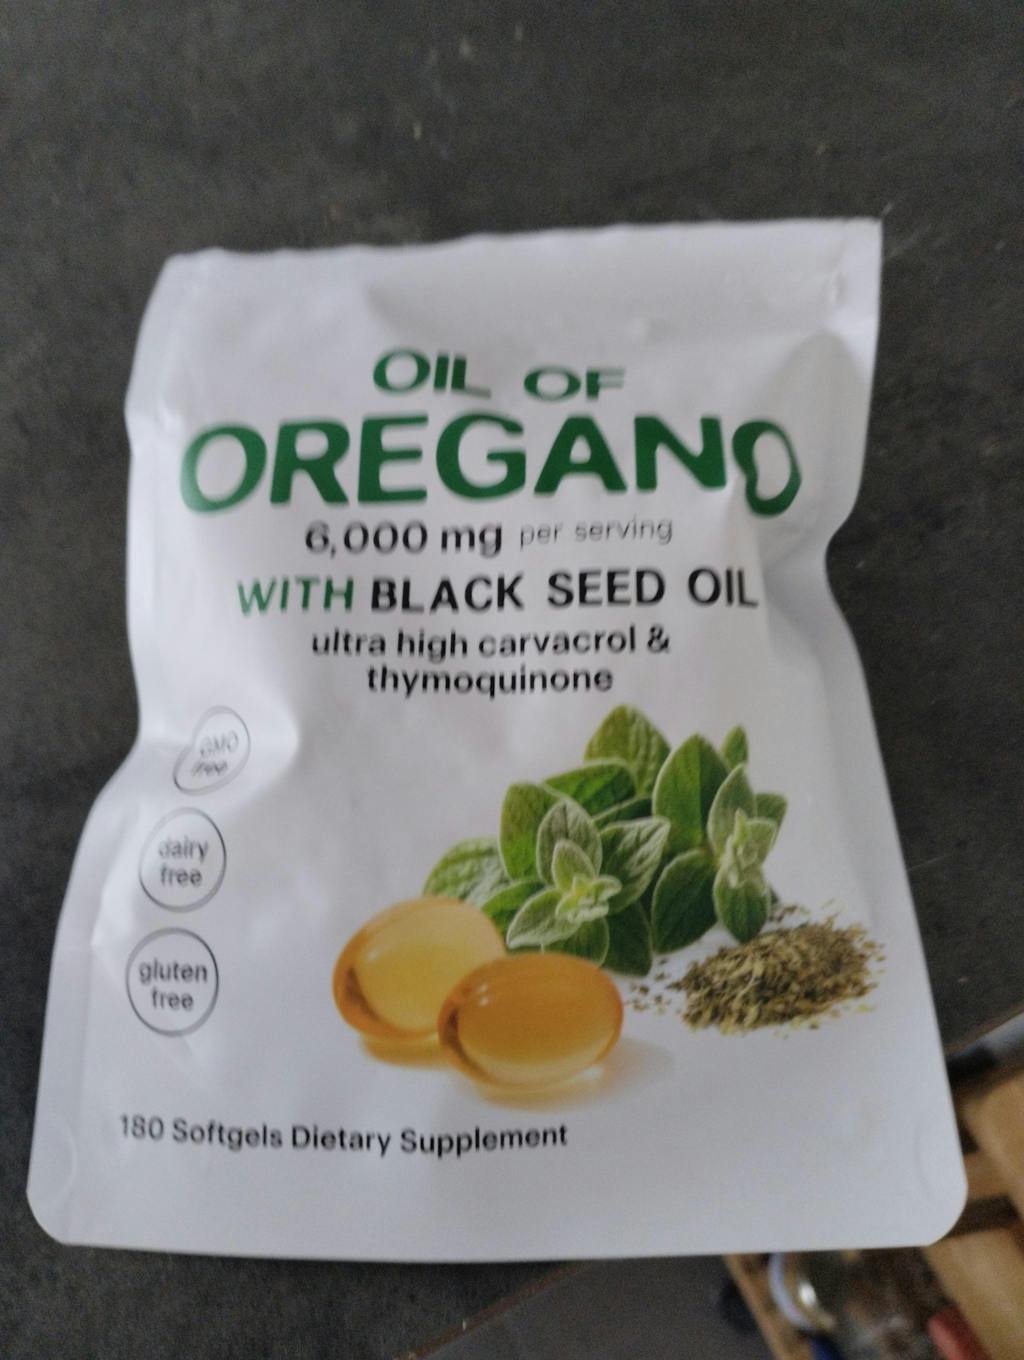 OIL OF
OREGANO
6,000 mg per serving
WITH BLACK SEED OIL
ultra high carvacrol &
thymoquinone
GMO
free
dairy
free
gluten
free
180 Softgels Dietary Supplement